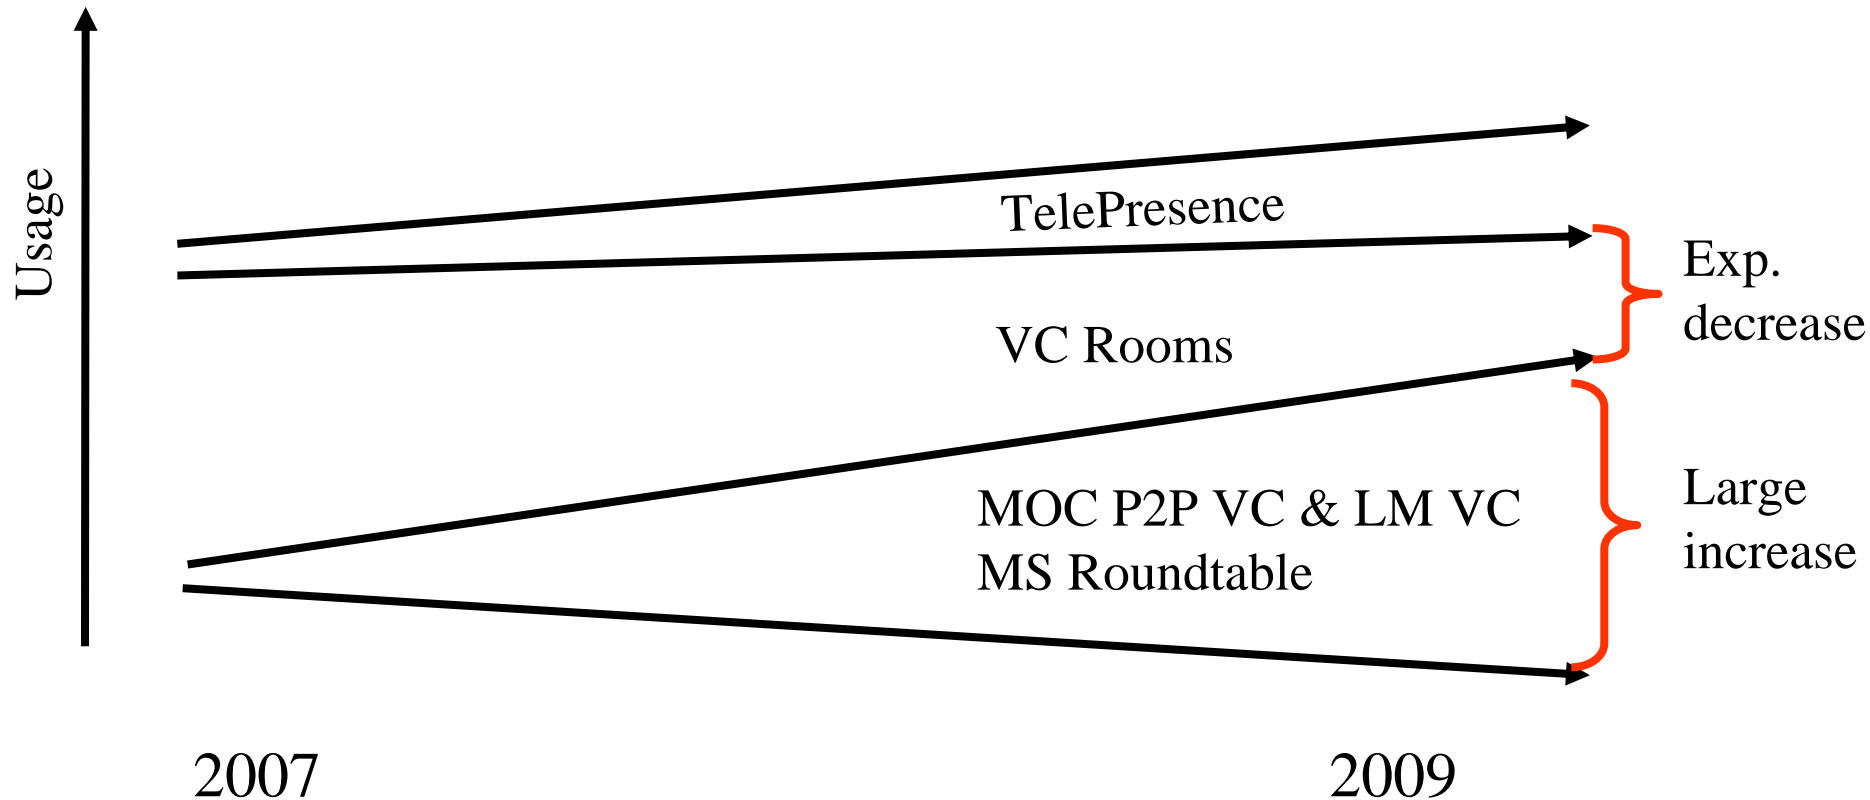 Usage
TelePresence
Exp.
decrease
VC Rooms
MOC P2P VC & LM VC
MS Roundtable
Large
increase
2007
2009